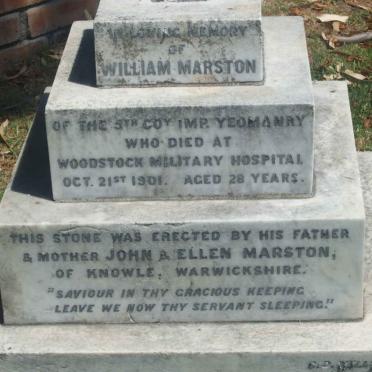 IN LOVING MEMORY
OF
WILLIAM MARSTON
OF THE 5TH COY IMP. YEOMANRY
WHO DIED AT
WOODSTOCK MILITARY HOSPITAL
OCT. 21ST 1901. AGED 28 YEARS.
THIS STONE WAS ERECTED BY HIS FATHER
& MOTHER JOHN & ELLEN MARSTON,
OF KNOWLE, WARWICKSHIRE.
"SAVIOUR IN THY GRACIOUS KEEPING
LEAVE WE NOW THY SERVANT SLEEPING."